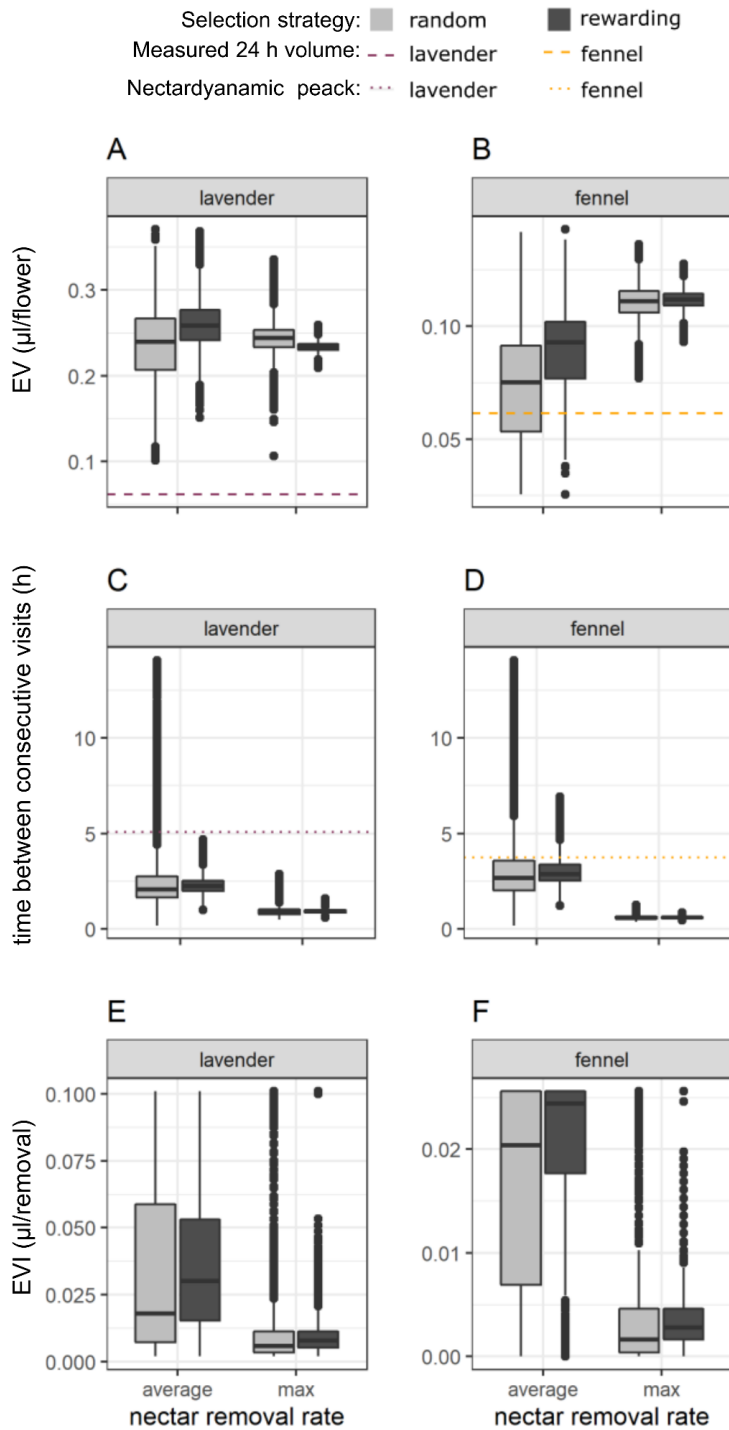 Selection strategy: random rewarding
Measured 24 h volume: lavender fennel
Nectardyanamic peack: lavender fennel
A B
lavender fennel
EV (µl/flower)
0.3
0.2
0.1
0.10
0.05
C D
lavender fennel
time between consecutive visits (h)
10
5
0
10
5
0
E F
lavender fennel
EVI (µl/removal)
0.100
0.075
0.050
0.025
0.000
0.02
0.01
0.00
average max average max
nectar removal rate nectar removal rate